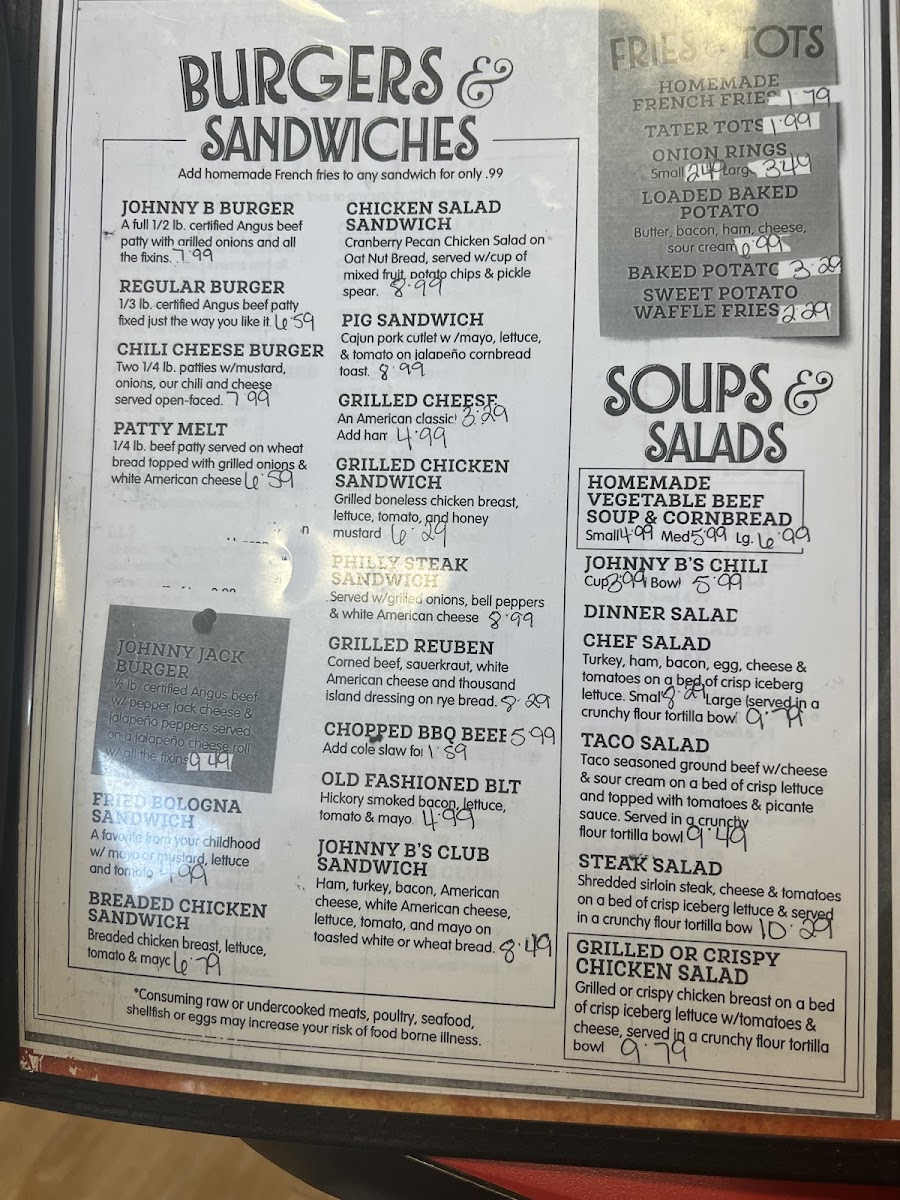 BURGERS &
SANDWICHES
Add homemade French fries to any sandwich for only .99
JOHNNY B BURGER
A full 1/2 lb. certified Angus beef
patty with grilled onions and all
the fixins. 7.99
REGULAR BURGER
1/3 lb. certified Angus beef patty
fixed just the way you like it. 6.59
CHILI CHEESE BURGER
Two 1/4 lb. patties w/mustard,
onions, our chili and cheese
served open-faced. 7.99
PATTY MELT
1/4 lb. beef patty served on wheat
bread topped with grilled onions &
white American cheese 6.59
JOHNNY JACK
BURGER
½ lb. certified Angus beef
w/ pepper jack cheese &
jalapeño peppers served
on a jalapeño cheese roll
w/ all the fixins 9.49
FRIED BOLOGNA
SANDWICH
A favorite from your childhood
w/ mayo or mustard, lettuce
and tomato 4.99
BREADED CHICKEN
SANDWICH
Breaded chicken breast, lettuce,
tomato & mayo 6.79
CHICKEN SALAD
SANDWICH
Cranberry Pecan Chicken Salad on
Oat Nut Bread, served w/cup of
mixed fruit, potato chips & pickle
spear. 8.99
PIG SANDWICH
Cajun pork cutlet w /mayo, lettuce,
& tomato on jalapeño cornbread
toast. 8.99
GRILLED CHEESE
An American classic! 3.29
Add ham 4.99
GRILLED CHICKEN
SANDWICH
Grilled boneless chicken breast,
lettuce, tomato, and honey
mustard 6.29
PHILLY STEAK
SANDWICH
Served w/grilled onions, bell peppers
& white American cheese 8.99
GRILLED REUBEN
Corned beef, sauerkraut, white
American cheese and thousand
island dressing on rye bread. 8.29
CHOPPED BBQ BEEF 5.99
Add cole slaw for 1.89
OLD FASHIONED BLT
Hickory smoked bacon, lettuce,
tomato & mayo 4.99
JOHNNY B'S CLUB
SANDWICH
Ham, turkey, bacon, American
cheese, white American cheese,
lettuce, tomato, and mayo on
toasted white or wheat bread. 8.49
*Consuming raw or undercooked meats, poultry, seafood,
shellfish or eggs may increase your risk of food borne illness.
FRIES & TOTS
HOMEMADE
FRENCH FRIES 1.79
TATER TOTS 1.99
ONION RINGS
Small 2.49 Large 3.49
LOADED BAKED
POTATO
Butter, bacon, ham, cheese,
sour cream 6.99
BAKED POTATO 3.29
SWEET POTATO
WAFFLE FRIES 2.29
SOUPS &
SALADS
HOMEMADE
VEGETABLE BEEF
SOUP & CORNBREAD
Small 4.99 Med 5.99 Lg. 6.99
JOHNNY B'S CHILI
Cup 3.99 Bowl 5.99
DINNER SALAD
CHEF SALAD
Turkey, ham, bacon, egg, cheese &
tomatoes on a bed of crisp iceberg
lettuce. Small 8.29 Large (served in a
crunchy flour tortilla bowl 9.79
TACO SALAD
Taco seasoned ground beef w/cheese
& sour cream on a bed of crisp lettuce
and topped with tomatoes & picante
sauce. Served in a crunchy
flour tortilla bowl 9.49
STEAK SALAD
Shredded sirloin steak, cheese & tomatoes
on a bed of crisp iceberg lettuce & served
in a crunchy flour tortilla bow 10.29
GRILLED OR CRISPY
CHICKEN SALAD
Grilled or crispy chicken breast on a bed
of crisp iceberg lettuce w/tomatoes &
cheese, served in a crunchy flour tortilla
bowl 9.79